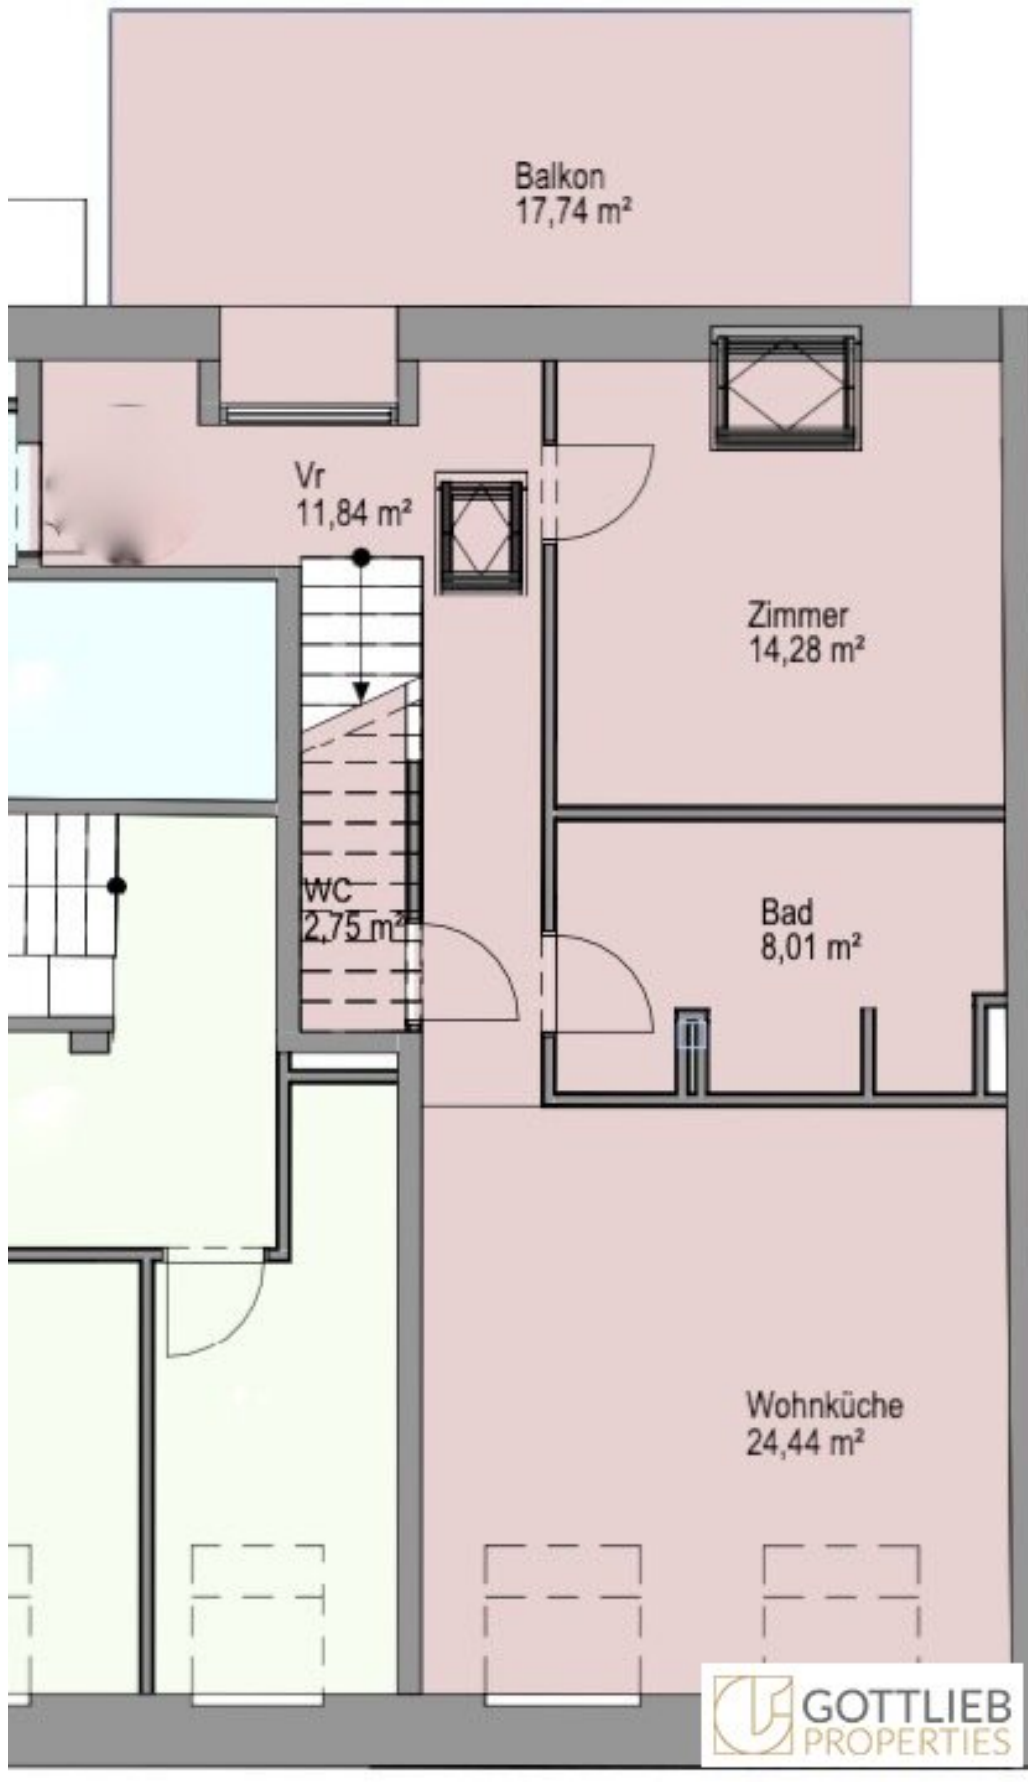 Balkon
17,74 m²
Vr
11,84 m²
Zimmer
14,28 m²
WC
2,75 m²
Bad
8,01 m²
Wohnküche
24,44 m²
GOTTLIEB
PROPERTIES